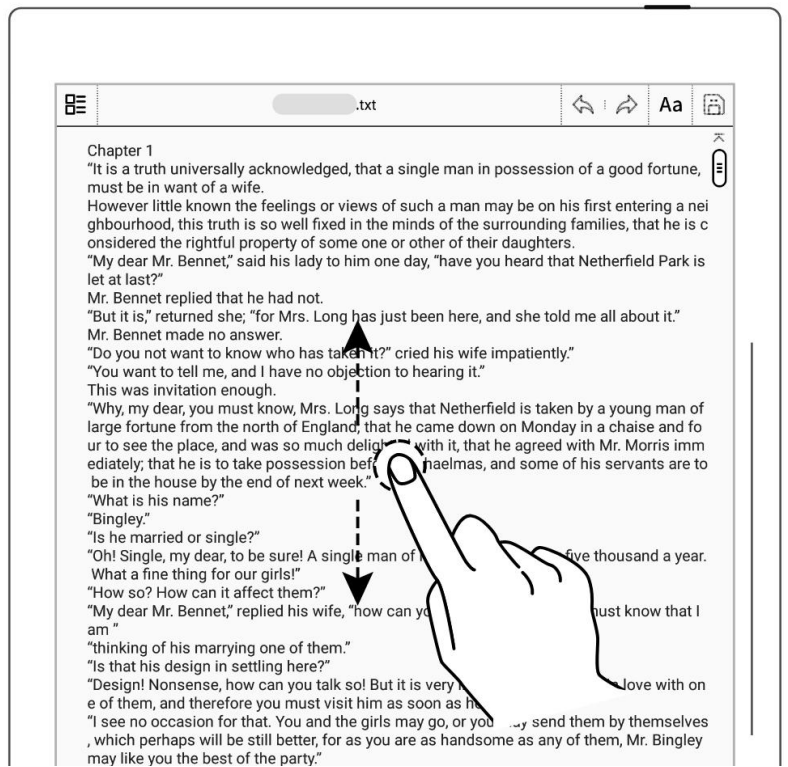 .txt
Aa
Chapter 1
“It is a truth universally acknowledged, that a single man in possession of a good fortune,
must be in want of a wife.
However little known the feelings or views of such a man may be on his first entering a nei
ghbourhood, this truth is so well fixed in the minds of the surrounding families, that he is c
onsidered the rightful property of some one or other of their daughters.
“My dear Mr. Bennet,” said his lady to him one day, “have you heard that Netherfield Park is
let at last?”
Mr. Bennet replied that he had not.
“But it is,” returned she; “for Mrs. Long has just been here, and she told me all about it.”
Mr. Bennet made no answer.
“Do you not want to know who has taken it?” cried his wife impatiently.”
“You want to tell me, and I have no objection to hearing it.”
This was invitation enough.
“Why, my dear, you must know, Mrs. Long says that Netherfield is taken by a young man of
large fortune from the north of England; that he came down on Monday in a chaise and fo
ur to see the place, and was so much with it, that he agreed with Mr. Morris imm
ediately; that he is to take possession haelmas, and some of his servants are to
be in the house by the end of next week.”
“What is his name?”
“Bingley.”
“Is he married or single?”
“Oh! Single, my dear, to be sure! A single man of five thousand a year.
What a fine thing for our girls!”
“How so? How can it affect them?”
“My dear Mr. Bennet,” replied his wife, “how can must know that I
am ”
“thinking of his marrying one of them.”
“Is that his design in settling here?”
“Design! Nonsense, how can you talk so! But it is very love with on
e of them, and therefore you must visit him as soon as
“I see no occasion for that. You and the girls may go, or you send them by themselves
, which perhaps will be still better, for as you are as handsome as any of them, Mr. Bingley
may like you the best of the party.”